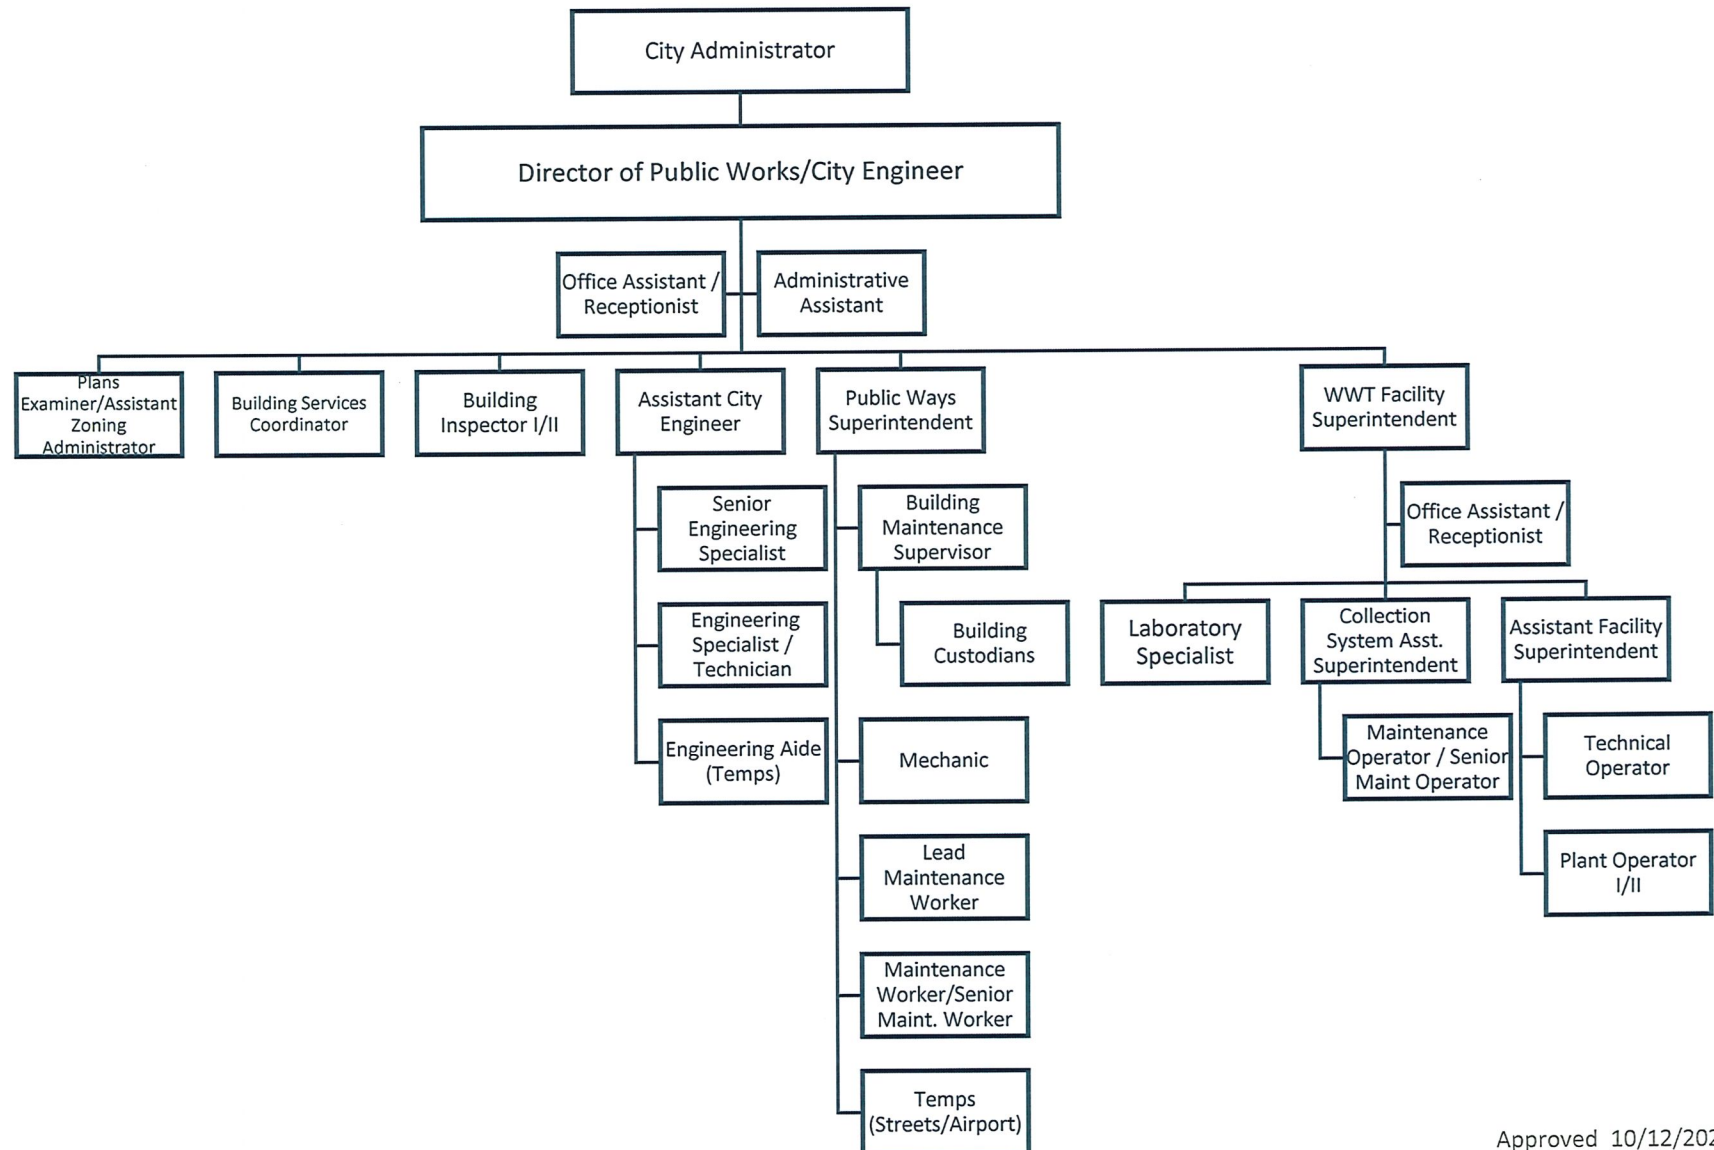 City Administrator
Director of Public Works/City Engineer
Office Assistant /
Receptionist
Administrative
Assistant
Plans
Examiner/Assistant
Zoning
Administrator
Building Services
Coordinator
Building
Inspector I/II
Assistant City
Engineer
Public Ways
Superintendent
WWT Facility
Superintendent
Senior
Engineering
Specialist
Engineering
Specialist /
Technician
Engineering Aide
(Temps)
Building
Maintenance
Supervisor
Building
Custodians
Mechanic
Lead
Maintenance
Worker
Maintenance
Worker/Senior
Maint. Worker
Temps
(Streets/Airport)
Office Assistant /
Receptionist
Laboratory
Specialist
Collection
System Asst.
Superintendent
Maintenance
Operator / Senior
Maint Operator
Assistant Facility
Superintendent
Technical
Operator
Plant Operator
I/II
Approved 10/12/202